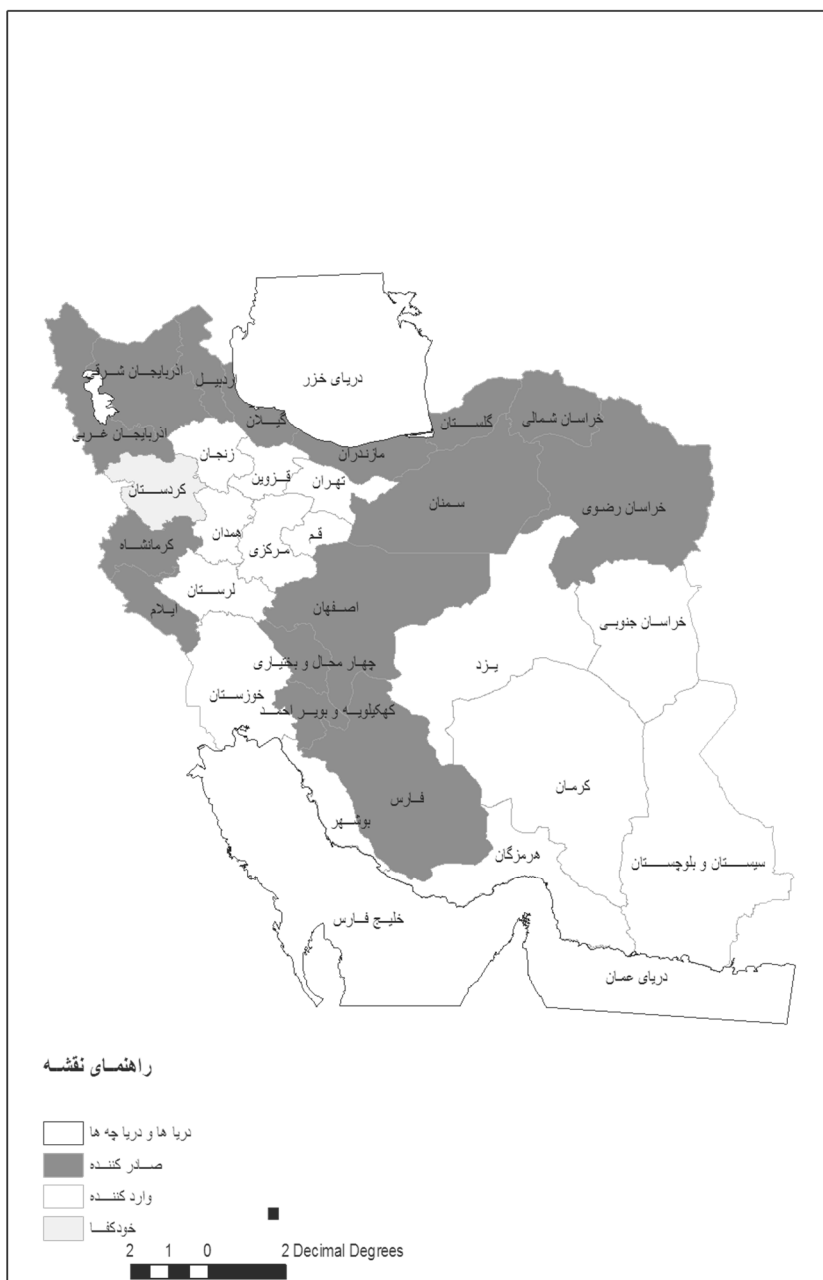 دریای خزر
اذربایجان شرقی
اردبیل
گیلان
گلستان
خراسان شمالی
اذربایجان غربی
زنجان
مازندران
قزوین
تهران
کردستان
سمنان
خراسان رضوی
همدان
قم
کرمانشاه
مرکزی
لرستان
ایلام
اصفهان
خراسان جنوبی
چهار محال و بختیاری
یزد
خوزستان
کهکیلویه و بویر احمد
کرمان
فارس
بوشهر
هرمزگان
سیستان و بلوچستان
خلیج فارس
دریای عمان
راهنمای نقشه
دریا ها و دریا چه ها
صادر کننده
وارد کننده
خودکفا
2 1 0 2 Decimal Degrees